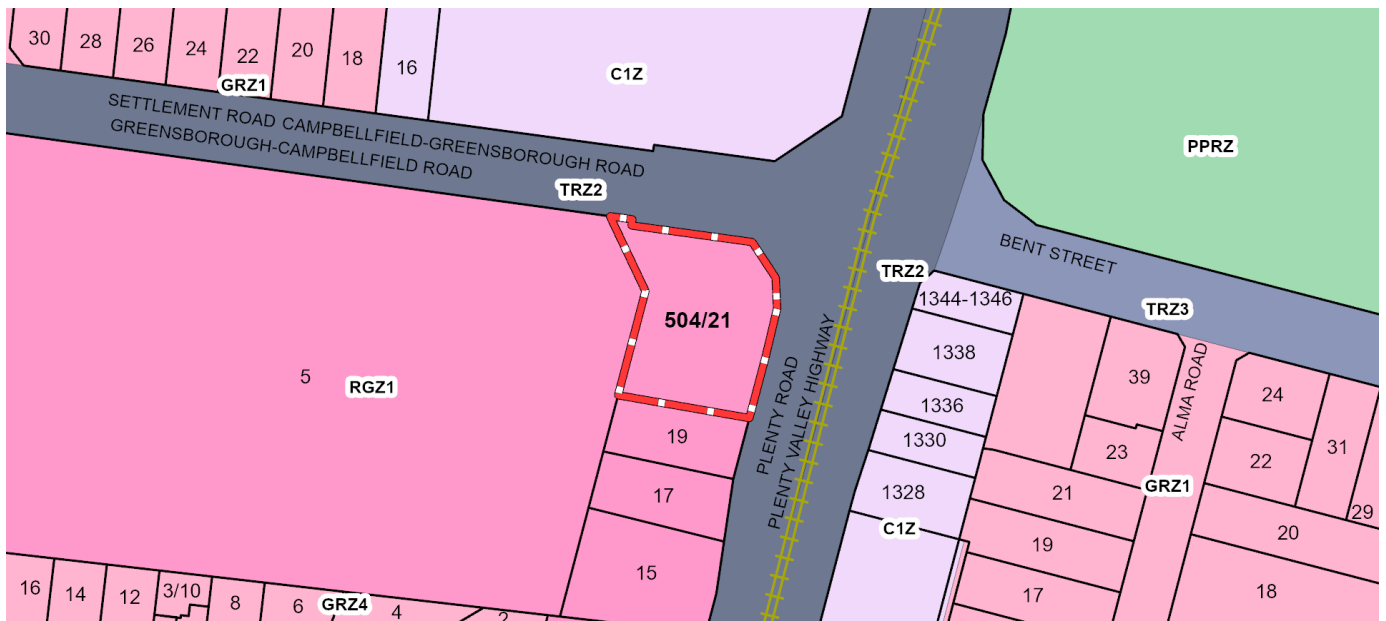 30
28
26
24
22
20
18
16
C1Z
GRZ1
SETTLEMENT ROAD CAMPBELLFIELD-GREENSBOROUGH ROAD
GREENSBOROUGH-CAMPBELLFIELD ROAD
TRZ2
PPRZ
BENT STREET
TRZ2
TRZ3
504/21
5
RGZ1
PLENTY ROAD
PLENTY VALLEY HIGHWAY
1344-1346
1338
1336
1330
1328
C1Z
39
ALMA ROAD
24
23
22
31
GRZ1
21
29
19
20
17
18
19
17
15
16
14
12
3/10
8
6
GRZ4
4
2